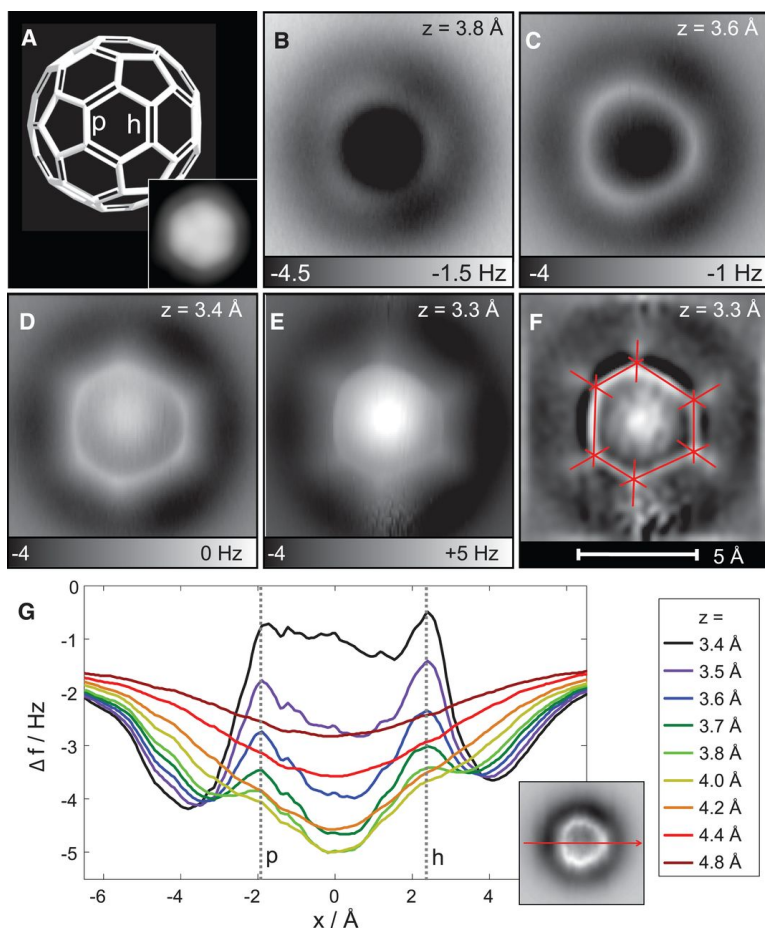 A
p h
B
z = 3.8 Å
-4.5 -1.5 Hz
C
z = 3.6 Å
-4 -1 Hz
D
z = 3.4 Å
-4 0 Hz
E
z = 3.3 Å
-4 +5 Hz
F
z = 3.3 Å
5 Å
G
0
-1
-2
-3
-4
-5
Δ f / Hz
p
h
-6 -4 -2 0 2 4
x / Å
z =
3.4 Å
3.5 Å
3.6 Å
3.7 Å
3.8 Å
4.0 Å
4.2 Å
4.4 Å
4.8 Å